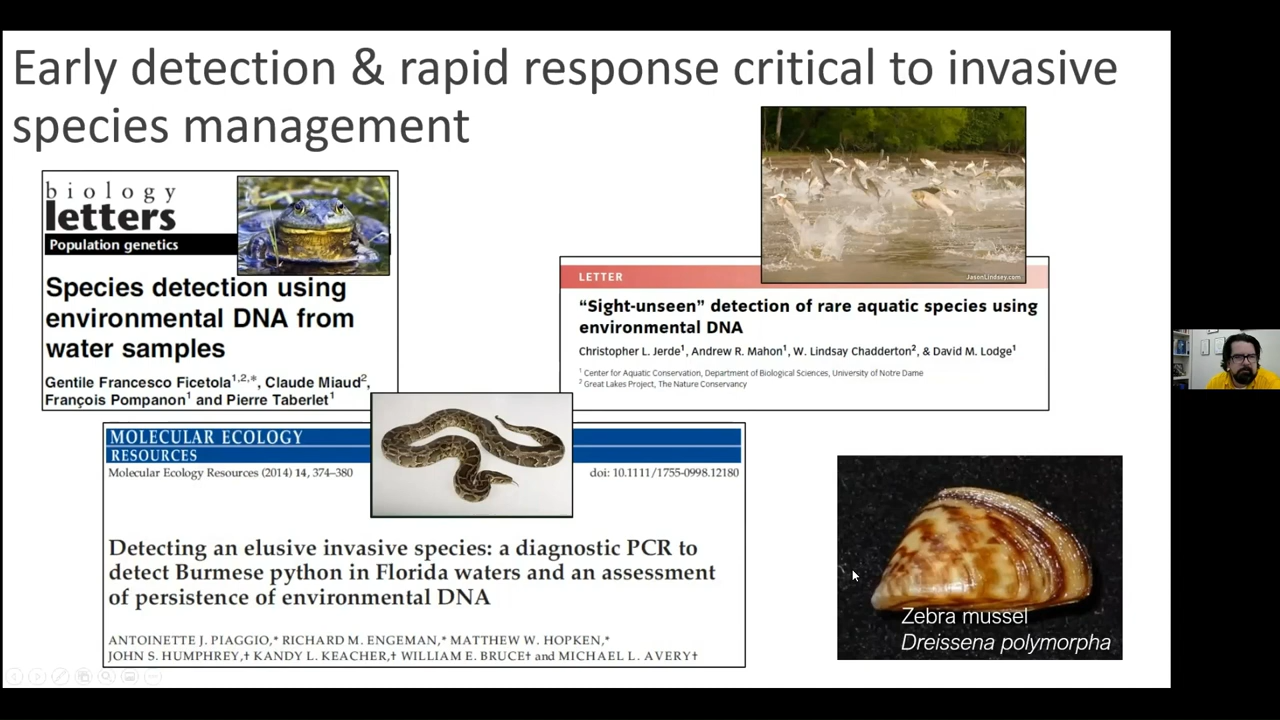 Early detection & rapid response critical to invasive
species management
biology
letters
Population genetics
Species detection using
environmental DNA from
water samples
Gentile Francesco Ficetola1,2,*, Claude Miaud2,
François Pompanon1 and Pierre Taberlet1
JasonLindsey.com
LETTER
“Sight-unseen” detection of rare aquatic species using
environmental DNA
Christopher L. Jerde1, Andrew R. Mahon1, W. Lindsay Chadderton2, & David M. Lodge1
1 Center for Aquatic Conservation, Department of Biological Sciences, University of Notre Dame
2 Great Lakes Project, The Nature Conservancy
MOLECULAR ECOLOGY
RESOURCES
Molecular Ecology Resources (2014) 14, 374–380
doi: 10.1111/1755-0998.12180
Detecting an elusive invasive species: a diagnostic PCR to
detect Burmese python in Florida waters and an assessment
of persistence of environmental DNA
ANTOINETTE J. PIAGGIO,* RICHARD M. ENGEMAN,* MATTHEW W. HOPKEN,*
JOHN S. HUMPHREY,† KANDY L. KEACHER,† WILLIAM E. BRUCE† and MICHAEL L. AVERY†
Zebra mussel
Dreissena polymorpha